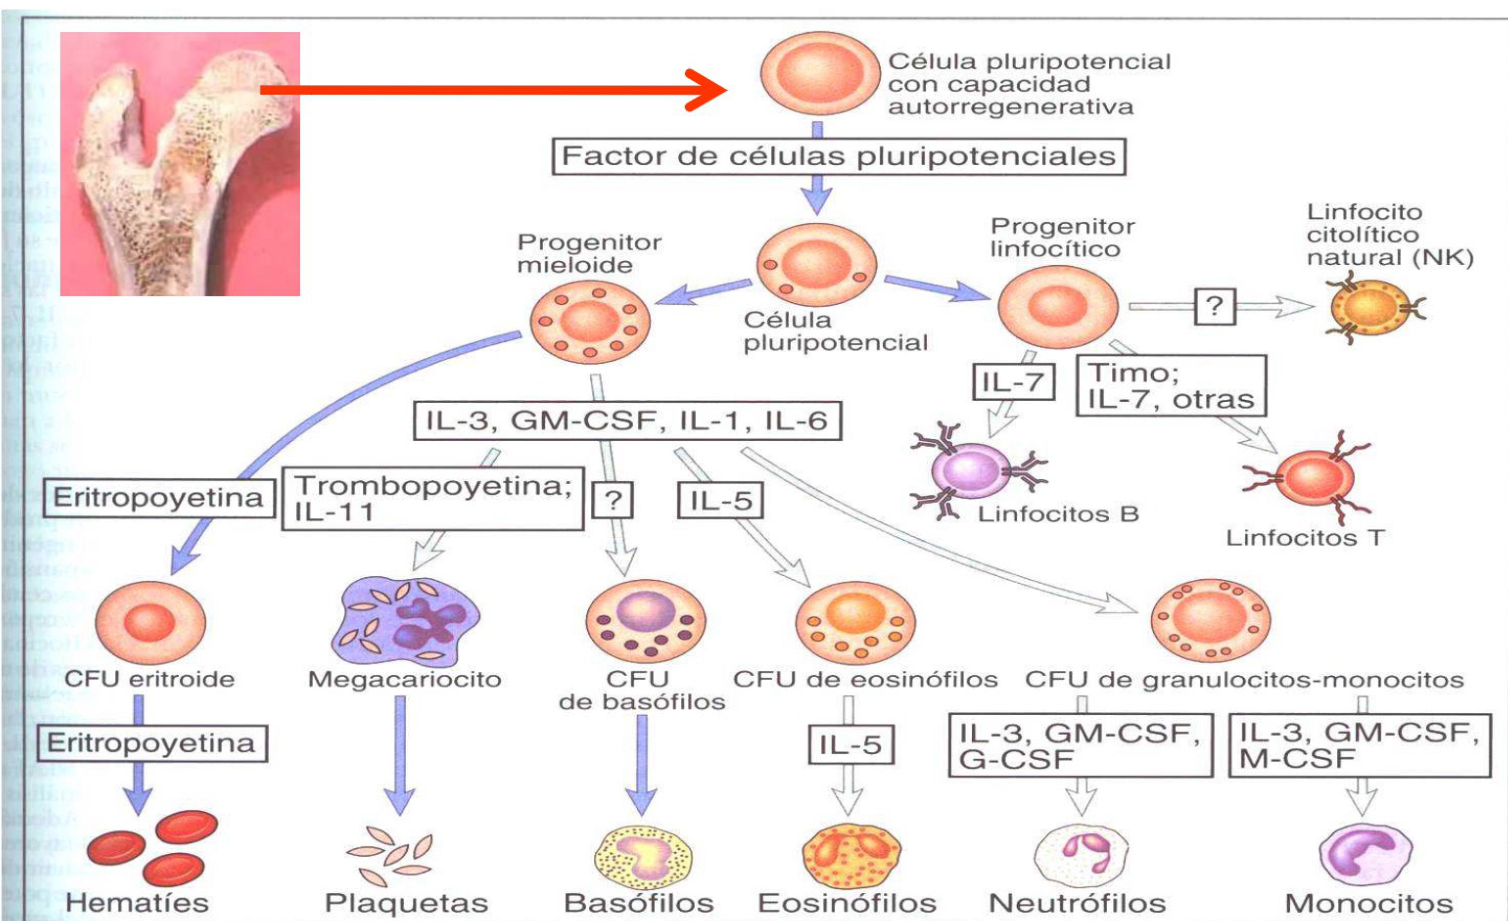 Célula pluripotencial
con capacidad
autorregenerativa
Factor de células pluripotenciales
Progenitor
mieloide
Célula
pluripotencial
Progenitor
linfocítico
Linfocito
citolítico
natural (NK)
?
IL-7
Timo;
IL-7, otras
Linfocitos B
Linfocitos T
IL-3, GM-CSF, IL-1, IL-6
Eritropoyetina
Trombopoyetina;
IL-11
?
IL-5
CFU eritroide
Megacariocito
CFU
de basófilos
CFU de eosinófilos
CFU de granulocitos-monocitos
Eritropoyetina
IL-5
IL-3, GM-CSF,
G-CSF
IL-3, GM-CSF,
M-CSF
Hematíes
Plaquetas
Basófilos
Eosinófilos
Neutrófilos
Monocitos